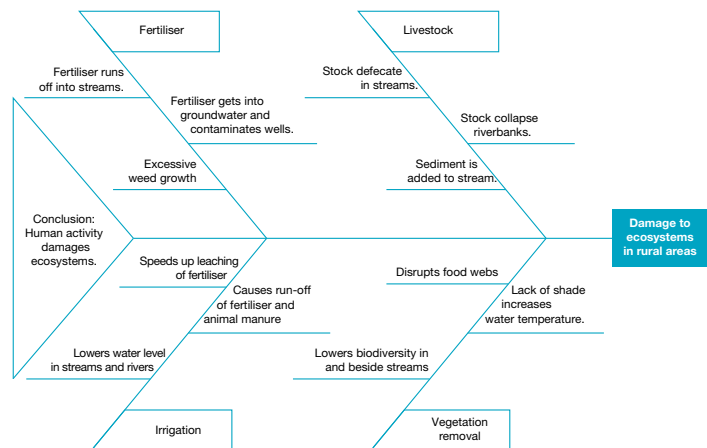 Fertiliser
Livestock
Fertiliser runs
off into streams.
Stock defecate
in streams.
Fertiliser gets into
groundwater and
contaminates wells.
Stock collapse
riverbanks.
Excessive
weed growth
Sediment is
added to stream.
Conclusion:
Human activity
damages
ecosystems.
Damage to
ecosystems
in rural areas
Speeds up leaching
of fertiliser
Disrupts food webs
Causes run-off
of fertiliser and
animal manure
Lack of shade
increases
water temperature.
Lowers water level
in streams and rivers
Lowers biodiversity in
and beside streams
Irrigation
Vegetation
removal